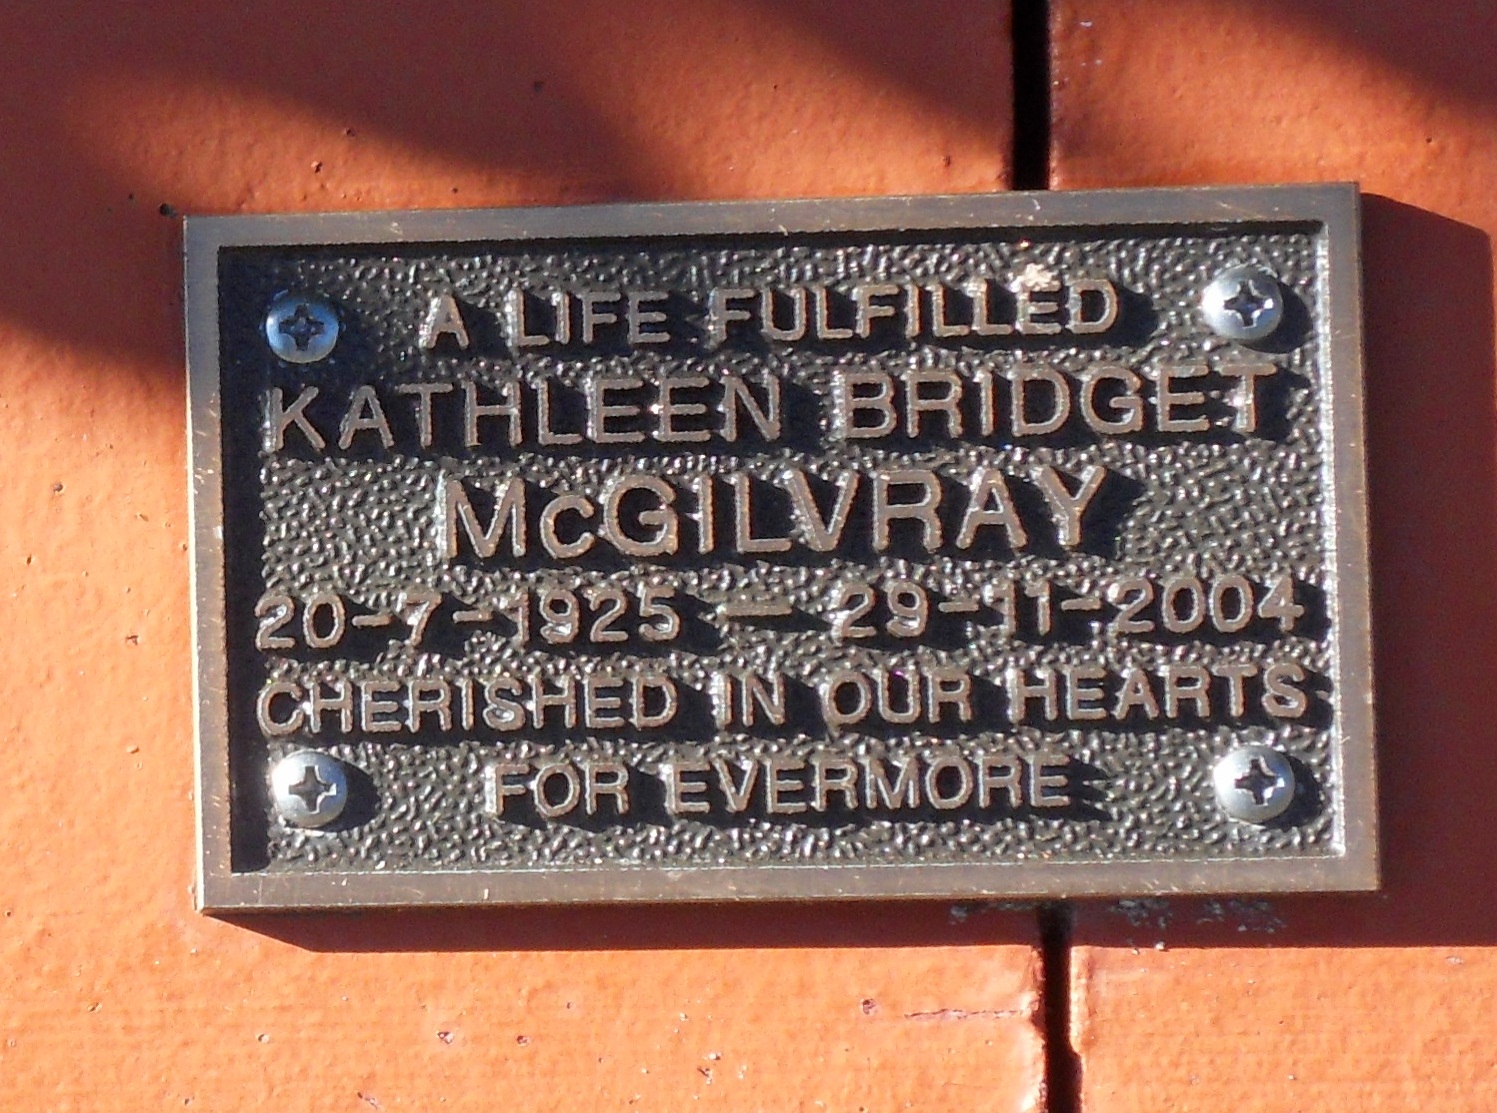 A LIFE FULFILLED
KATHLEEN BRIDGET
McGILVRAY
20-7-1925 — 29-11-2004
CHERISHED IN OUR HEARTS
FOR EVERMORE